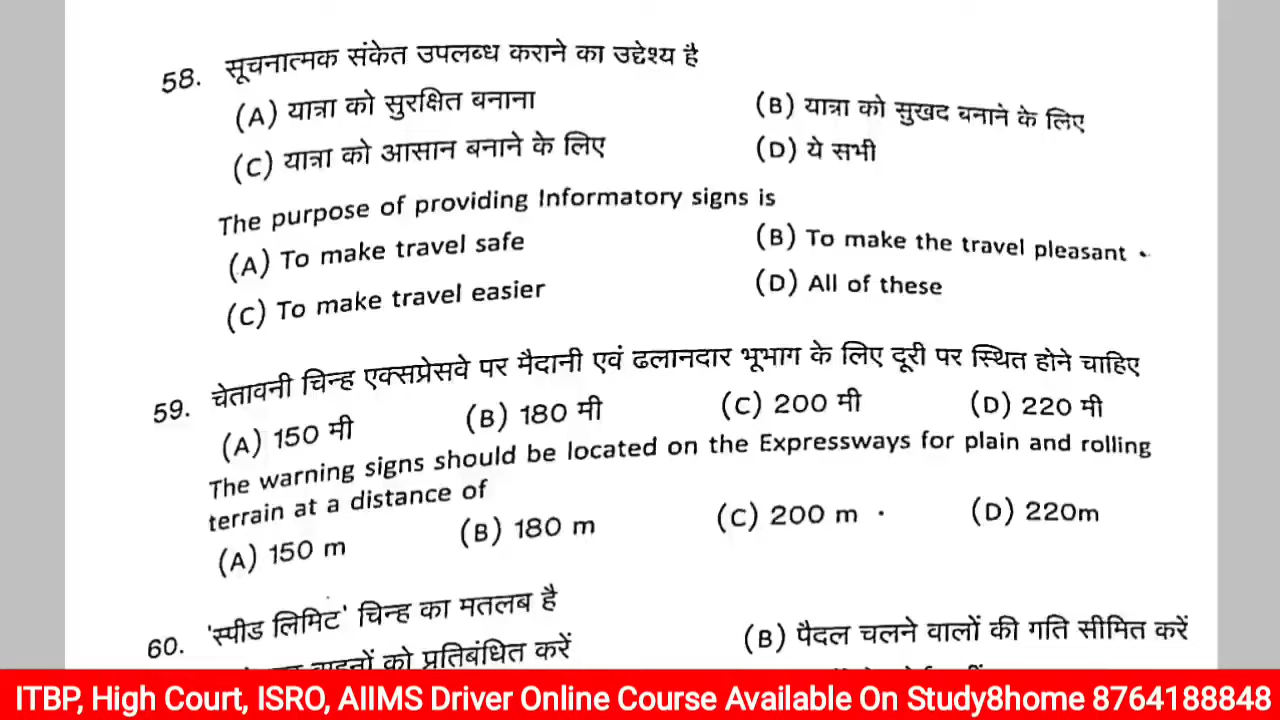 58. सूचनात्मक संकेत उपलब्ध कराने का उद्देश्य है
(A) यात्रा को सुरक्षित बनाना (B) यात्रा को सुखद बनाने के लिए
(C) यात्रा को आसान बनाने के लिए (D) ये सभी
The purpose of providing Informatory signs is
(A) To make travel safe (B) To make the travel pleasant
(C) To make travel easier (D) All of these
59. चेतावनी चिन्ह एक्सप्रेसवे पर मैदानी एवं ढलानदार भूभाग के लिए दूरी पर स्थित होने चाहिए
(A) 150 मी (B) 180 मी (C) 200 मी (D) 220 मी
The warning signs should be located on the Expressways for plain and rolling
terrain at a distance of
(A) 150 m (B) 180 m (C) 200 m (D) 220m
60. 'स्पीड लिमिट' चिन्ह का मतलब है
वाहनों को प्रतिबंधित करें (B) पैदल चलने वालों की गति सीमित करें
ITBP, High Court, ISRO, AIIMS Driver Online Course Available On Study8home 8764188848